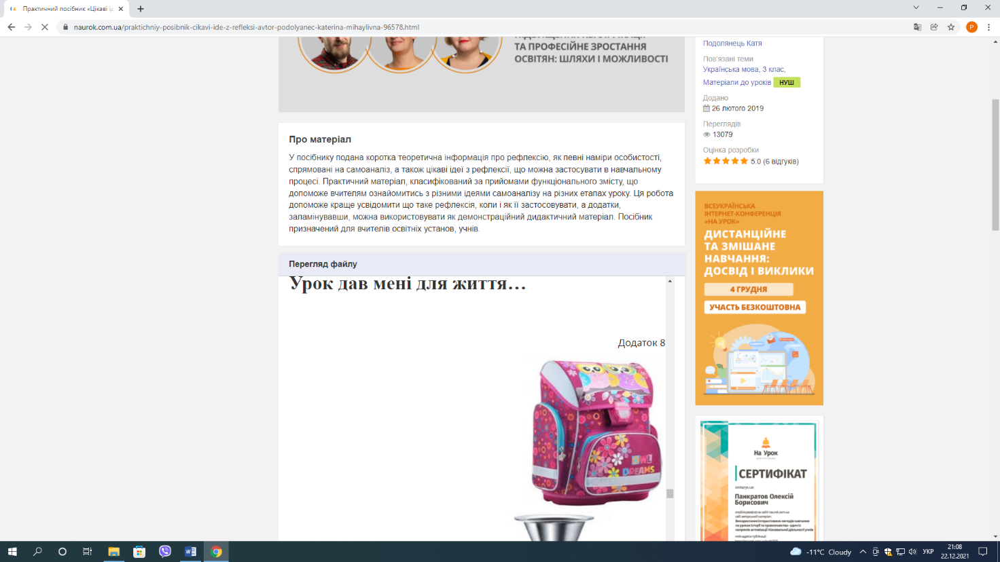 Практичний посібник «Цікаві ід
naurok.com.ua/praktichniy-posibnik-cikavi-ide-z-refleksi-avtor-podolyanec-katerina-mihaylivna-96578.html
P
ТА ПРОФЕСІЙНЕ ЗРОСТАННЯ
ОСВІТЯН: ШЛЯХИ І МОЖЛИВОСТІ
Про матеріал
У посібнику подана коротка теоретична інформація про рефлексію, як певні наміри особистості,
спрямовані на самоаналіз, а також цікаві ідеї з рефлексії, що можна застосувати в навчальному
процесі. Практичний матеріал, класифікований за прийомами функціонального змісту, що
допоможе вчителям ознайомитись з різними ідеями самоаналізу на різних етапах уроку. Ця робота
допоможе краще усвідомити що таке рефлексія, коли і як її застосовувати, а додатки,
заламінувавши, можна використовувати як демонстраційний дидактичний матеріал. Посібник
призначений для вчителів освітніх установ, учнів.
Перегляд файлу
Урок дав мені для життя…
Додаток 8
OWL
DREAMS
Подолянець Катя
Пов’язані теми
Українська мова, 3 клас,
Матеріали до уроків НУШ
Додано
26 лютого 2019
Переглядів
13079
Оцінка розробки
5.0 (6 відгуків)
ВСЕУКРАЇНСЬКА
ІНТЕРНЕТ-КОНФЕРЕНЦІЯ
«НА УРОК»
ДИСТАНЦІЙНЕ
ТА ЗМІШАНЕ
НАВЧАННЯ:
ДОСВІД І ВИКЛИКИ
4 ГРУДНЯ
УЧАСТЬ БЕЗКОШТОВНА
На Урок
СЕРТИФІКАТ
Панкратов Олексій
Борисович
-11°C Cloudy
УКР
21:08
22.12.2021